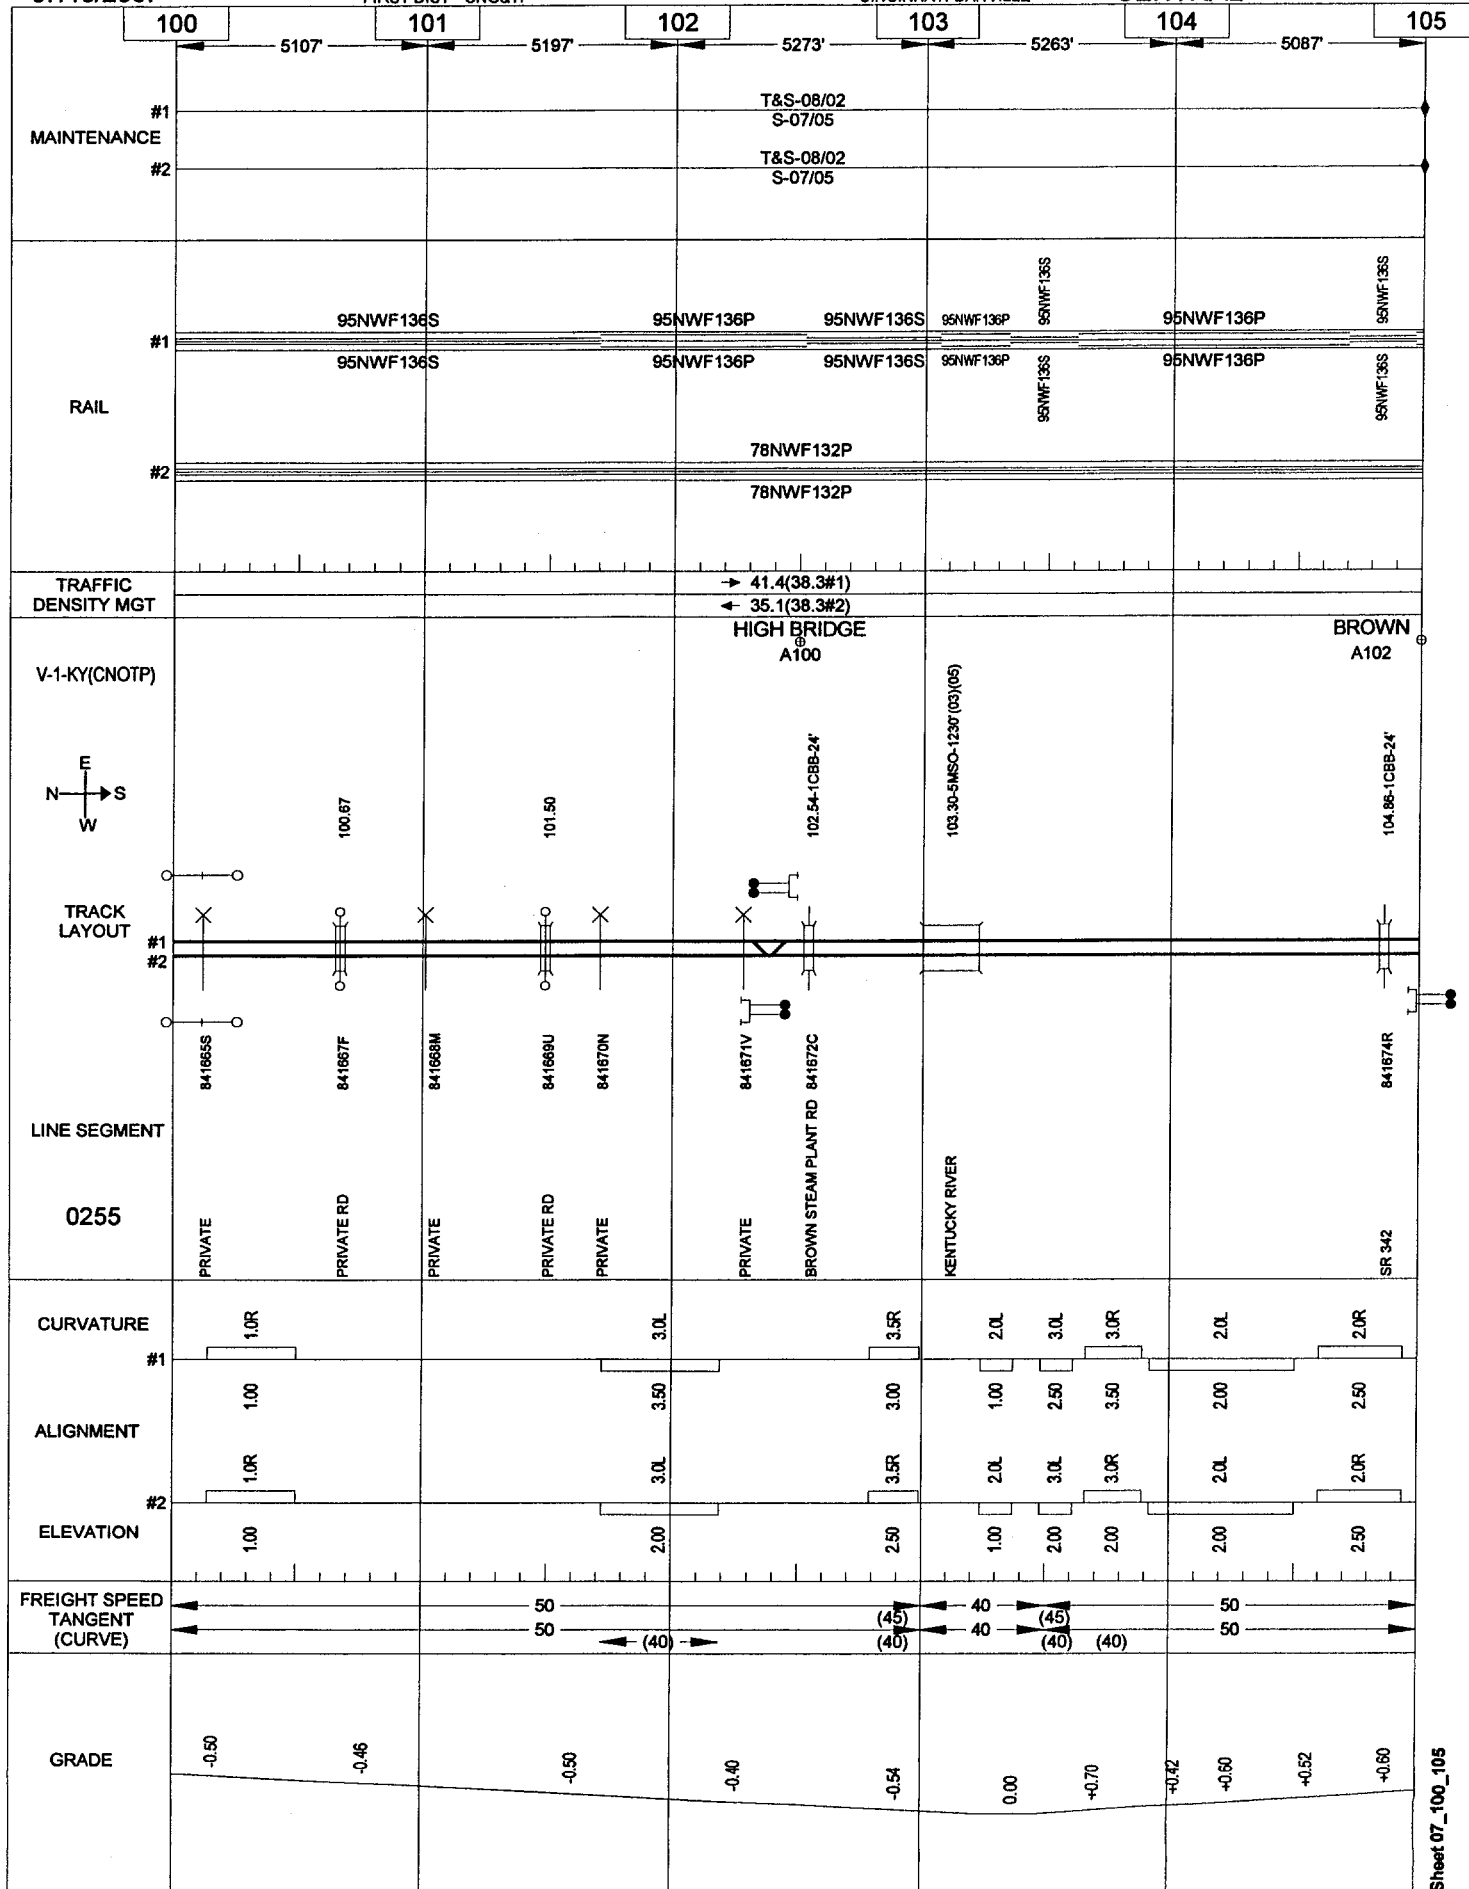 100 101 102 103 104 105
5107' 5197' 5273' 5263' 5087'
MAINTENANCE
#1
T&S-08/02
S-07/05
#2
T&S-08/02
S-07/05
RAIL
#1
95NWF136S 95NWF136P 95NWF136S 95NWF136P 95NWF136S 95NWF136P 95NWF136S
95NWF136S 95NWF136P 95NWF136S 95NWF136P 95NWF136S 95NWF136P 95NWF136S
#2
78NWF132P
78NWF132P
TRAFFIC
DENSITY MGT
41.4(38.3#1)
35.1(38.3#2)
HIGH BRIDGE
A100
BROWN
A102
V-1-KY(CNOTP)
E
N S
W
100.67
101.50
102.54-1CBB-24'
103.30-5MSO-1230'(03)(05)
104.86-1CBB-24'
TRACK
LAYOUT
#1
#2
841665S
841667F
841668M
841669U
841670N
841671V
841672C
841674R
LINE SEGMENT
0255
PRIVATE
PRIVATE RD
PRIVATE
PRIVATE RD
PRIVATE
PRIVATE
BROWN STEAM PLANT RD
KENTUCKY RIVER
SR 342
CURVATURE
#1
1.0R 3.0L 3.5R 2.0L 3.0L 3.0R 2.0L 2.0R
1.00 3.50 3.00 1.00 2.50 3.50 2.00 2.50
ALIGNMENT
#2
1.0R 3.0L 3.5R 2.0L 3.0L 3.0R 2.0L 2.0R
ELEVATION
1.00 2.00 2.50 1.00 2.00 2.00 2.00 2.50
FREIGHT SPEED
TANGENT
(CURVE)
50 40 50
(45) (45)
50 40 50
(40) (40) (40) (40)
GRADE
-0.50 -0.46 -0.50 -0.40 -0.54 0.00 +0.70 +0.42 +0.60 +0.52 +0.60
Sheet 07_100_105